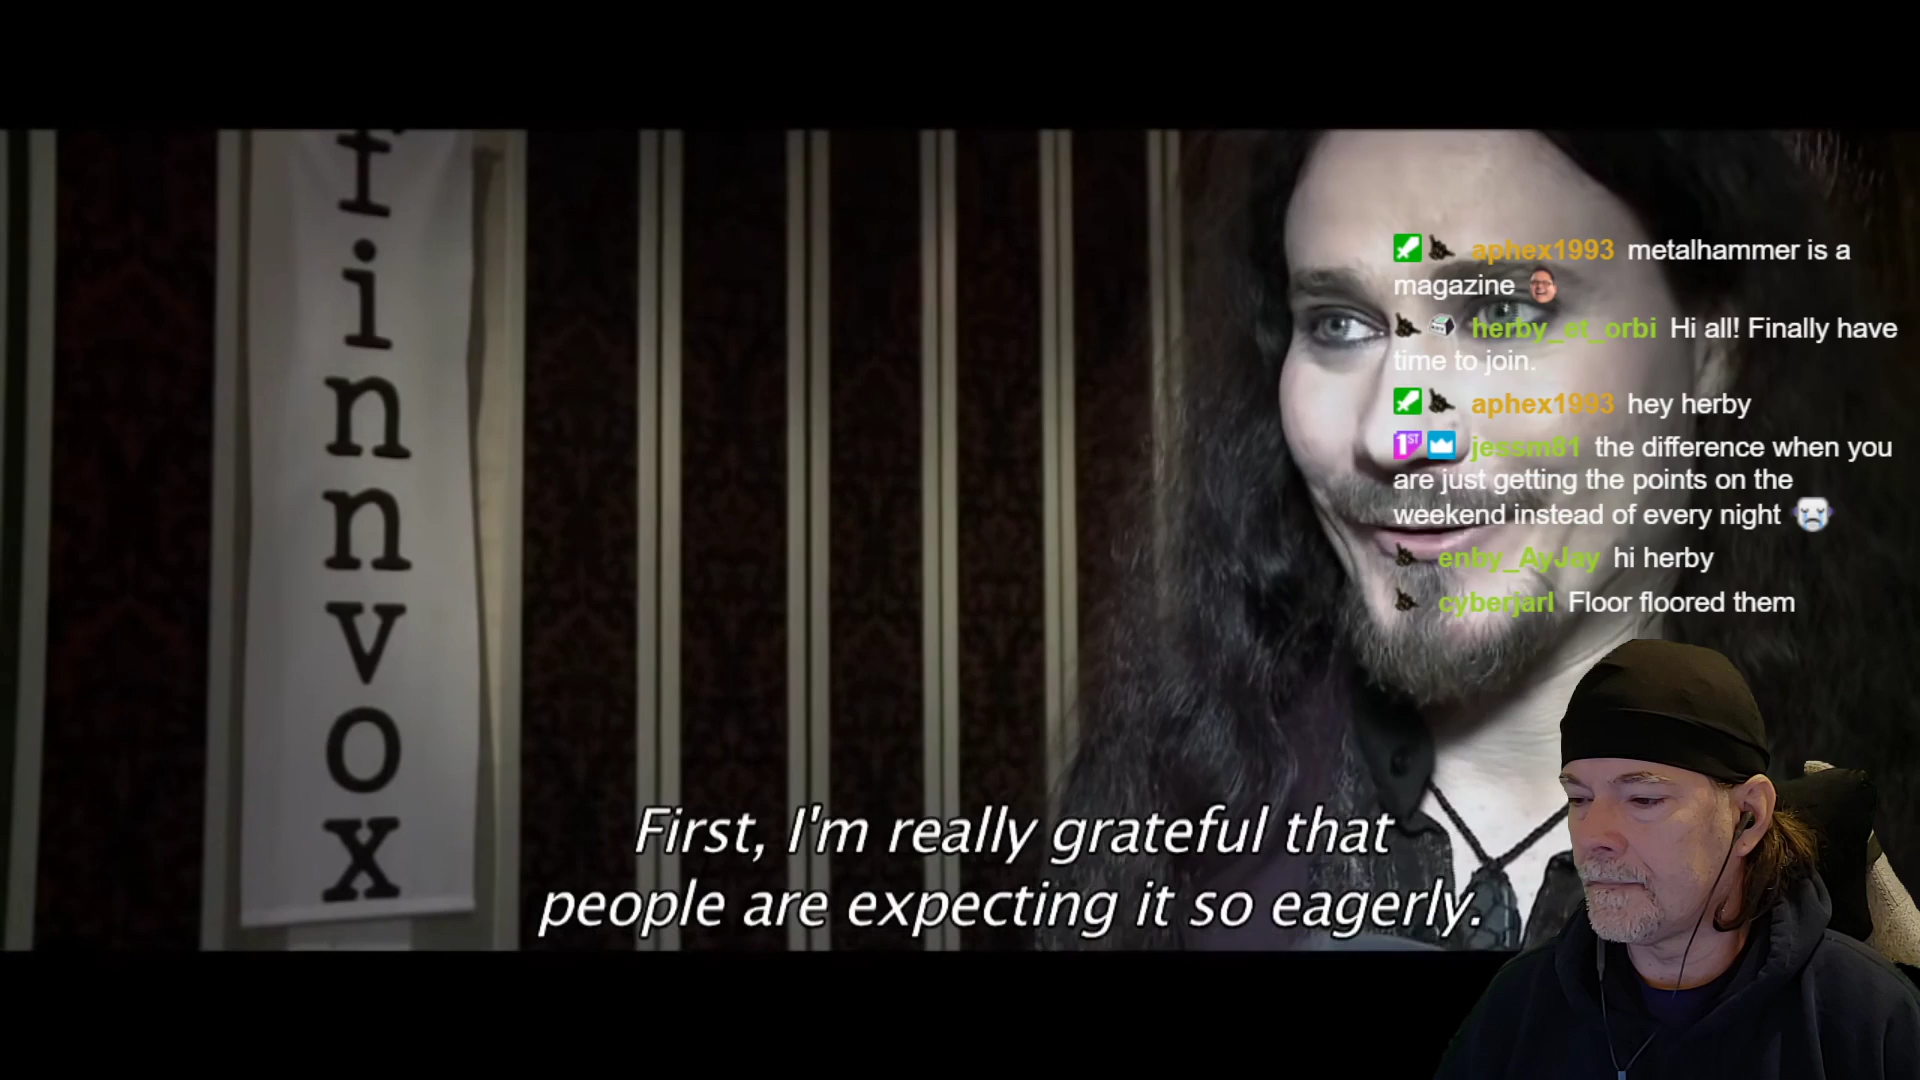 finnvox
aphex1993 metalhammer is a
magazine
herby_et_orbi Hi all! Finally have
time to join.
aphex1993 hey herby
1ST jessm81 the difference when you
are just getting the points on the
weekend instead of every night
enby_AyJay hi herby
cyberjarl Floor floored them
First, I'm really grateful that
people are expecting it so eagerly.